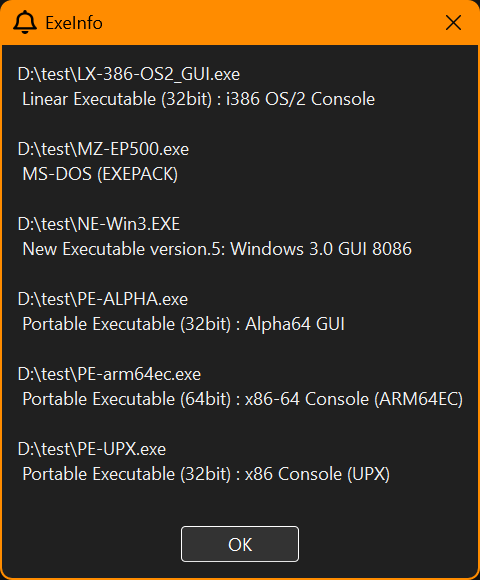 ExeInfo
D:\test\LX-386-OS2_GUI.exe
Linear Executable (32bit) : i386 OS/2 Console
D:\test\MZ-EP500.exe
MS-DOS (EXEPACK)
D:\test\NE-Win3.EXE
New Executable version.5: Windows 3.0 GUI 8086
D:\test\PE-ALPHA.exe
Portable Executable (32bit) : Alpha64 GUI
D:\test\PE-arm64ec.exe
Portable Executable (64bit) : x86-64 Console (ARM64EC)
D:\test\PE-UPX.exe
Portable Executable (32bit) : x86 Console (UPX)
OK